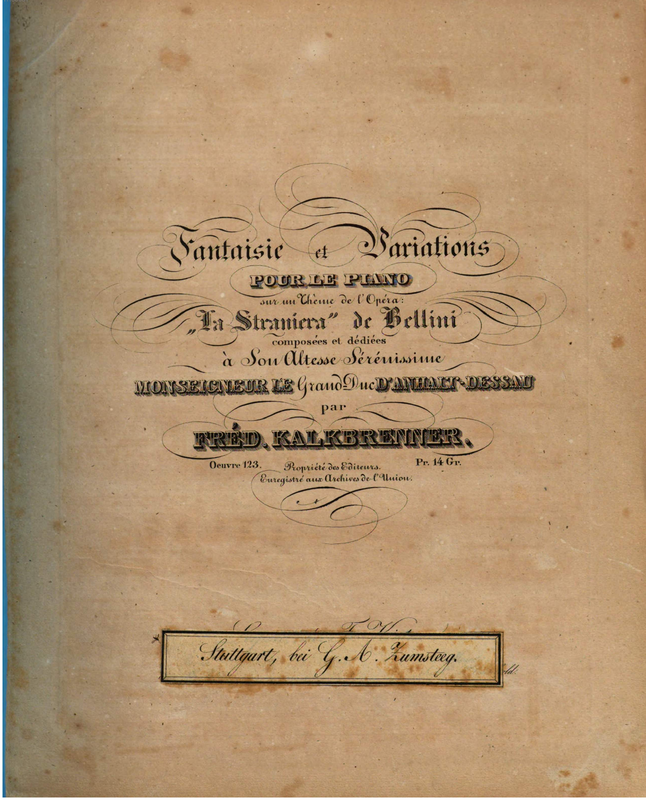 Fantaisie et Variations
POUR LE PIANO
sur un Thême de l'Opéra:
„La Straniera" de Bellini
composées et dédiées
à Son Altesse Sérénissime
MONSEIGNEUR LE Grand Duc D'ANHALT-DESSAU
par
FRÉD. KALKBRENNER.
Oeuvre 123. Propriété des Editeurs. Pr. 14 Gr.
Enregistré aux Archives de l'Union.
Stuttgart, bei G. A. Zumsteeg.